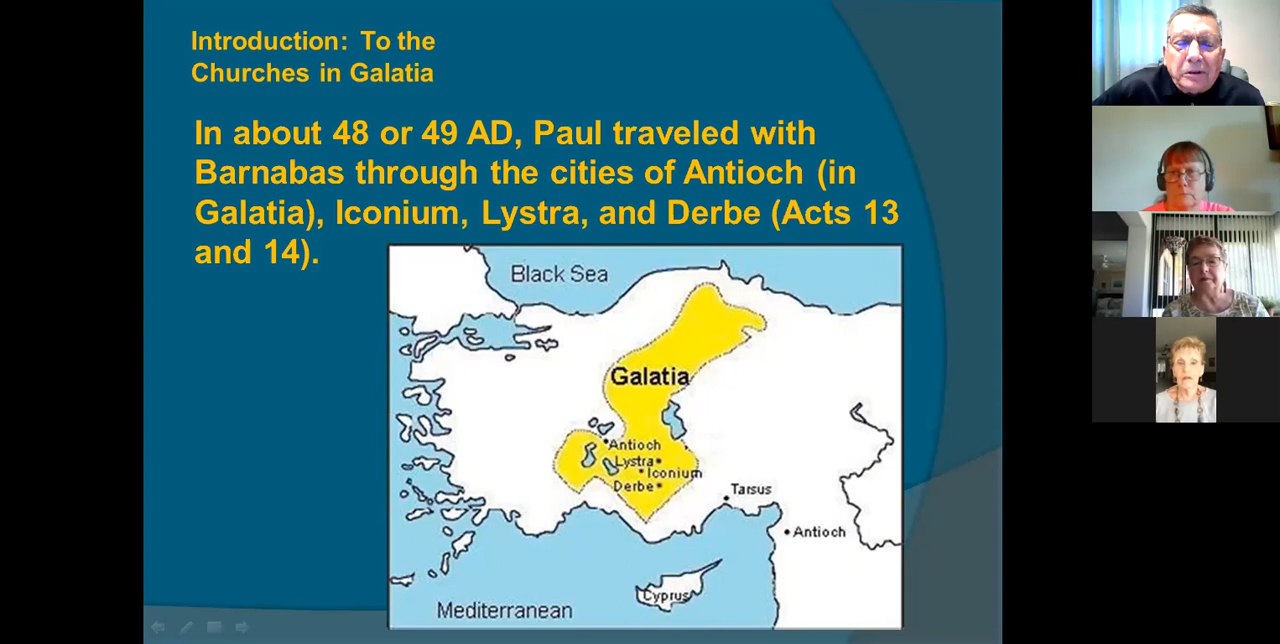 Introduction: To the
Churches in Galatia
In about 48 or 49 AD, Paul traveled with
Barnabas through the cities of Antioch (in
Galatia), Iconium, Lystra, and Derbe (Acts 13
and 14).
Black Sea
Galatia
Antioch
Lystra
Iconium
Derbe
Tarsus
Antioch
Cyprus
Mediterranean